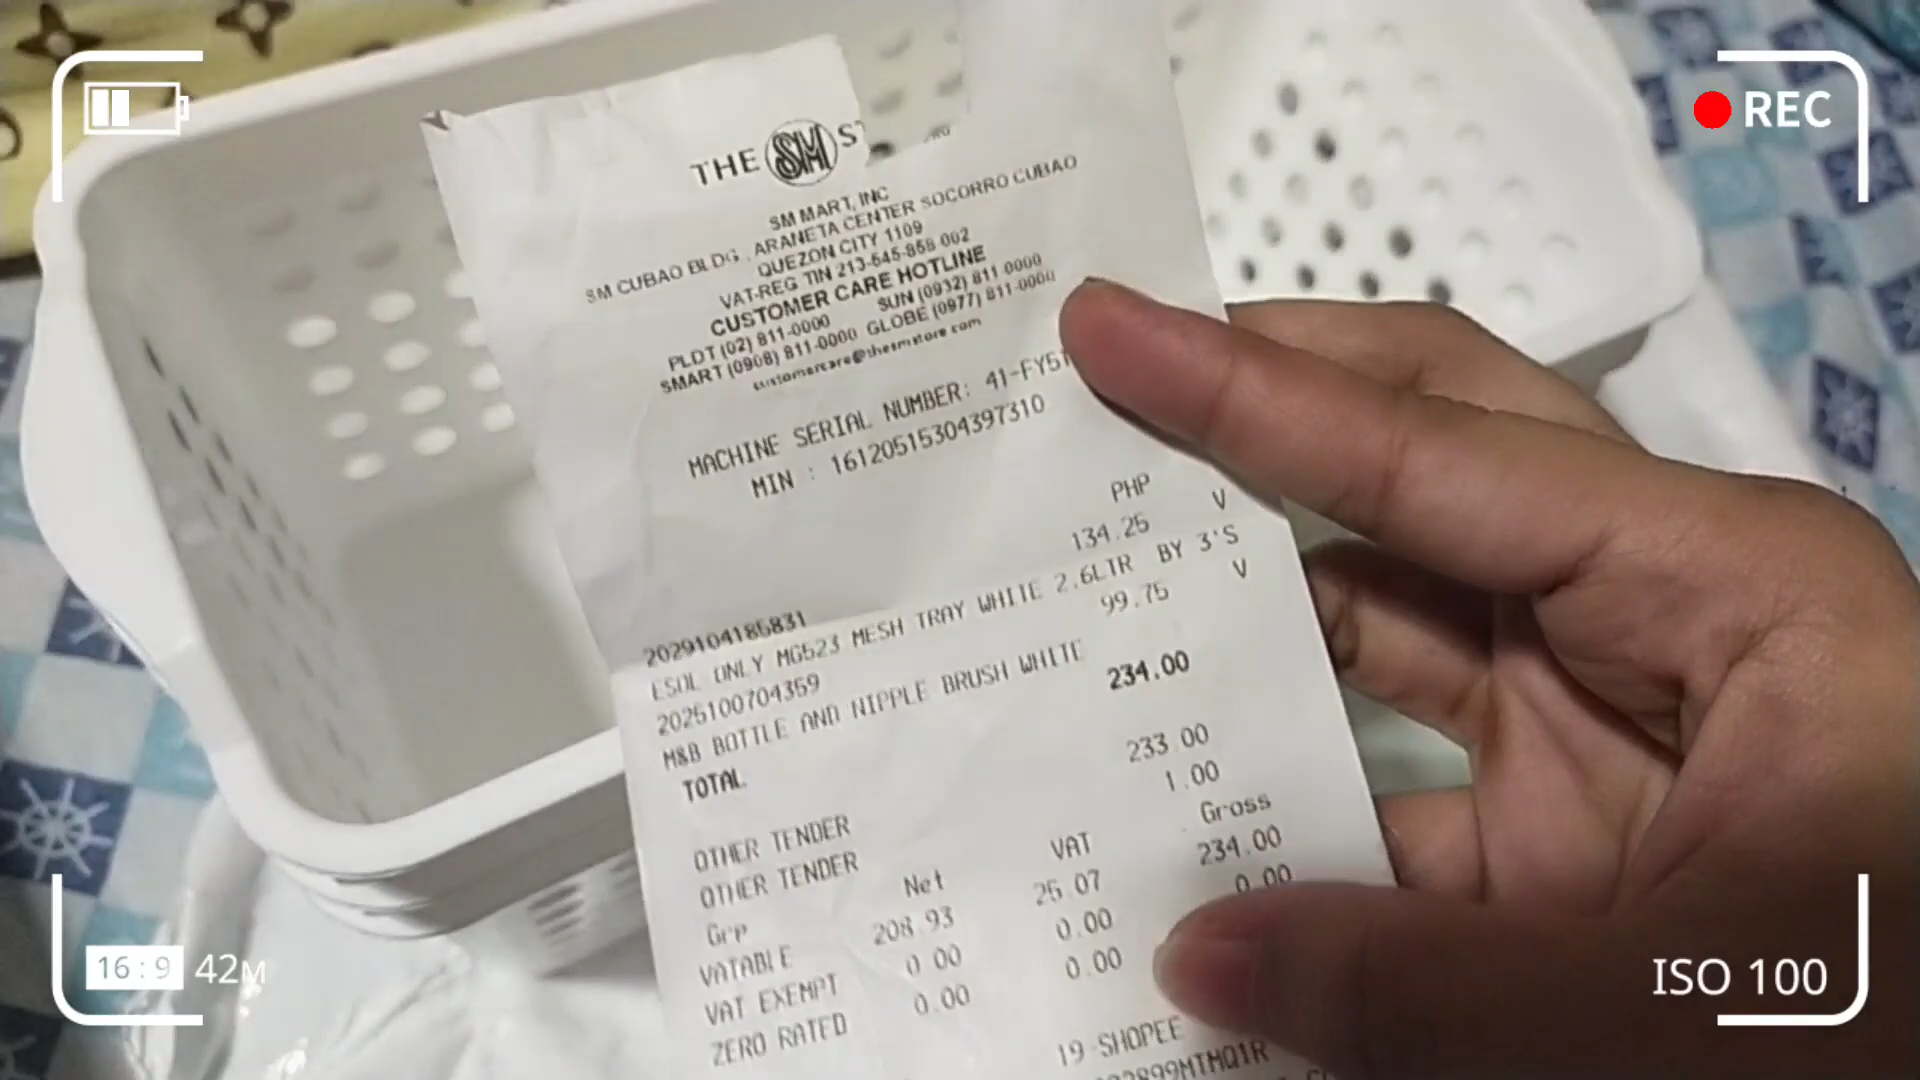 REC
THE SM
SM MART, INC
SM CUBAO BLDG., ARANETA CENTER SOCORRO CUBAO
QUEZON CITY 1109
VAT-REG TIN 213-545-858 002
CUSTOMER CARE HOTLINE
PLDT (02) 811-0000 SUN (0932) 811 0000
SMART (0908) 811-0000 GLOBE (0977) 811-0000
customercare@thesmstore.com
MACHINE SERIAL NUMBER: 41-FY5
MIN : 16120515304397310
PHP
134.25 V
2029104185831
ESOL ONLY MG523 MESH TRAY WHITE 2.6LTR BY 3'S
99.75 V
2025100704359
M&B BOTTLE AND NIPPLE BRUSH WHITE
TOTAL 234.00
OTHER TENDER 233.00
OTHER TENDER 1.00
Grp Net VAT Gross
VATABLE 208.93 25.07 234.00
VAT EXEMPT 0.00 0.00 0.00
ZERO RATED 0.00 0.00
19-SHOPEE
2899MTMQ1R
16:9 42M
ISO 100